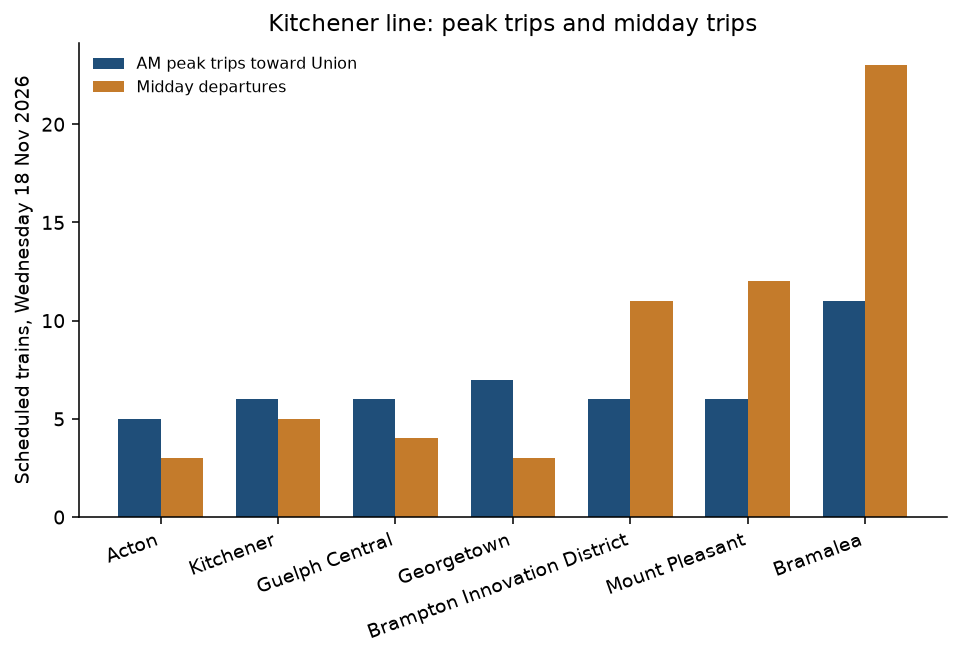 Kitchener line: peak trips and midday trips
AM peak trips toward Union
Midday departures
Scheduled trains, Wednesday 18 Nov 2026
20
15
10
5
0
Acton
Kitchener
Guelph Central
Georgetown
Brampton Innovation District
Mount Pleasant
Bramalea